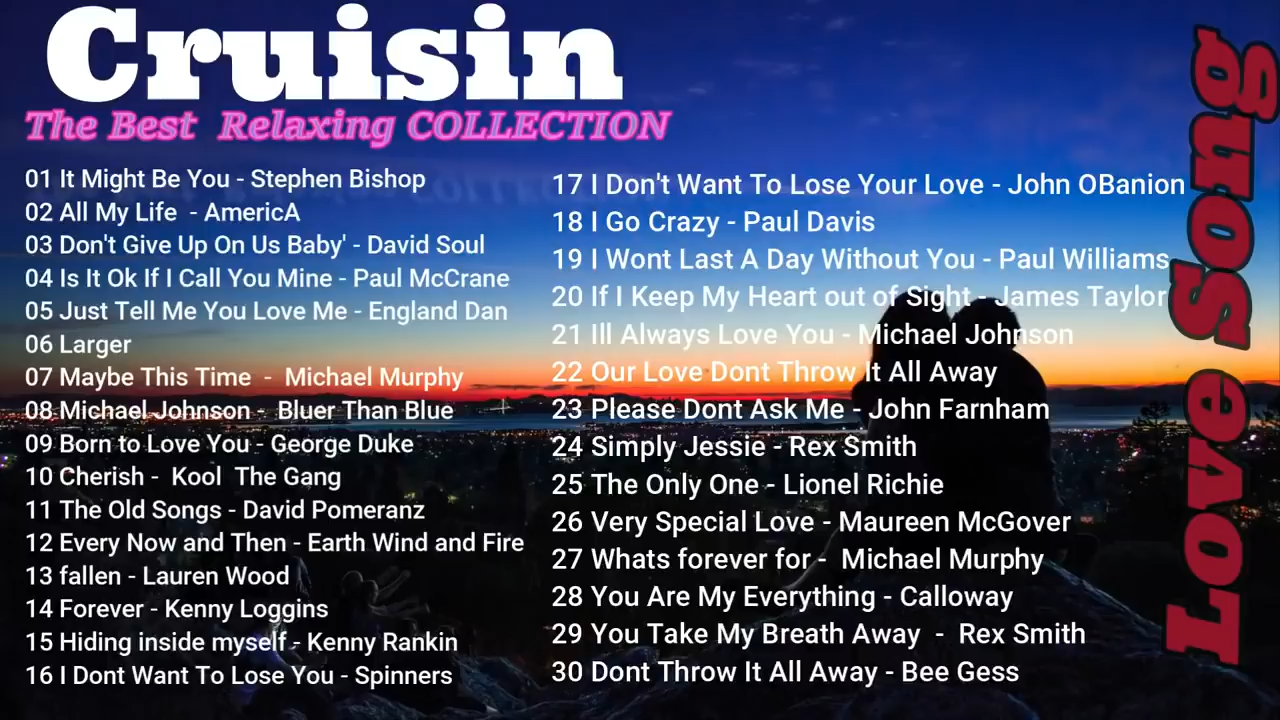 Cruisin
The Best Relaxing COLLECTION
01 It Might Be You - Stephen Bishop
02 All My Life - AmericA
03 Don't Give Up On Us Baby' - David Soul
04 Is It Ok If I Call You Mine - Paul McCrane
05 Just Tell Me You Love Me - England Dan
06 Larger
07 Maybe This Time - Michael Murphy
08 Michael Johnson - Bluer Than Blue
09 Born to Love You - George Duke
10 Cherish - Kool The Gang
11 The Old Songs - David Pomeranz
12 Every Now and Then - Earth Wind and Fire
13 fallen - Lauren Wood
14 Forever - Kenny Loggins
15 Hiding inside myself - Kenny Rankin
16 I Dont Want To Lose You - Spinners
17 I Don't Want To Lose Your Love - John OBanion
18 I Go Crazy - Paul Davis
19 I Wont Last A Day Without You - Paul Williams
20 If I Keep My Heart out of Sight - James Taylor
21 Ill Always Love You - Michael Johnson
22 Our Love Dont Throw It All Away
23 Please Dont Ask Me - John Farnham
24 Simply Jessie - Rex Smith
25 The Only One - Lionel Richie
26 Very Special Love - Maureen McGover
27 Whats forever for - Michael Murphy
28 You Are My Everything - Calloway
29 You Take My Breath Away - Rex Smith
30 Dont Throw It All Away - Bee Gess
Love Song